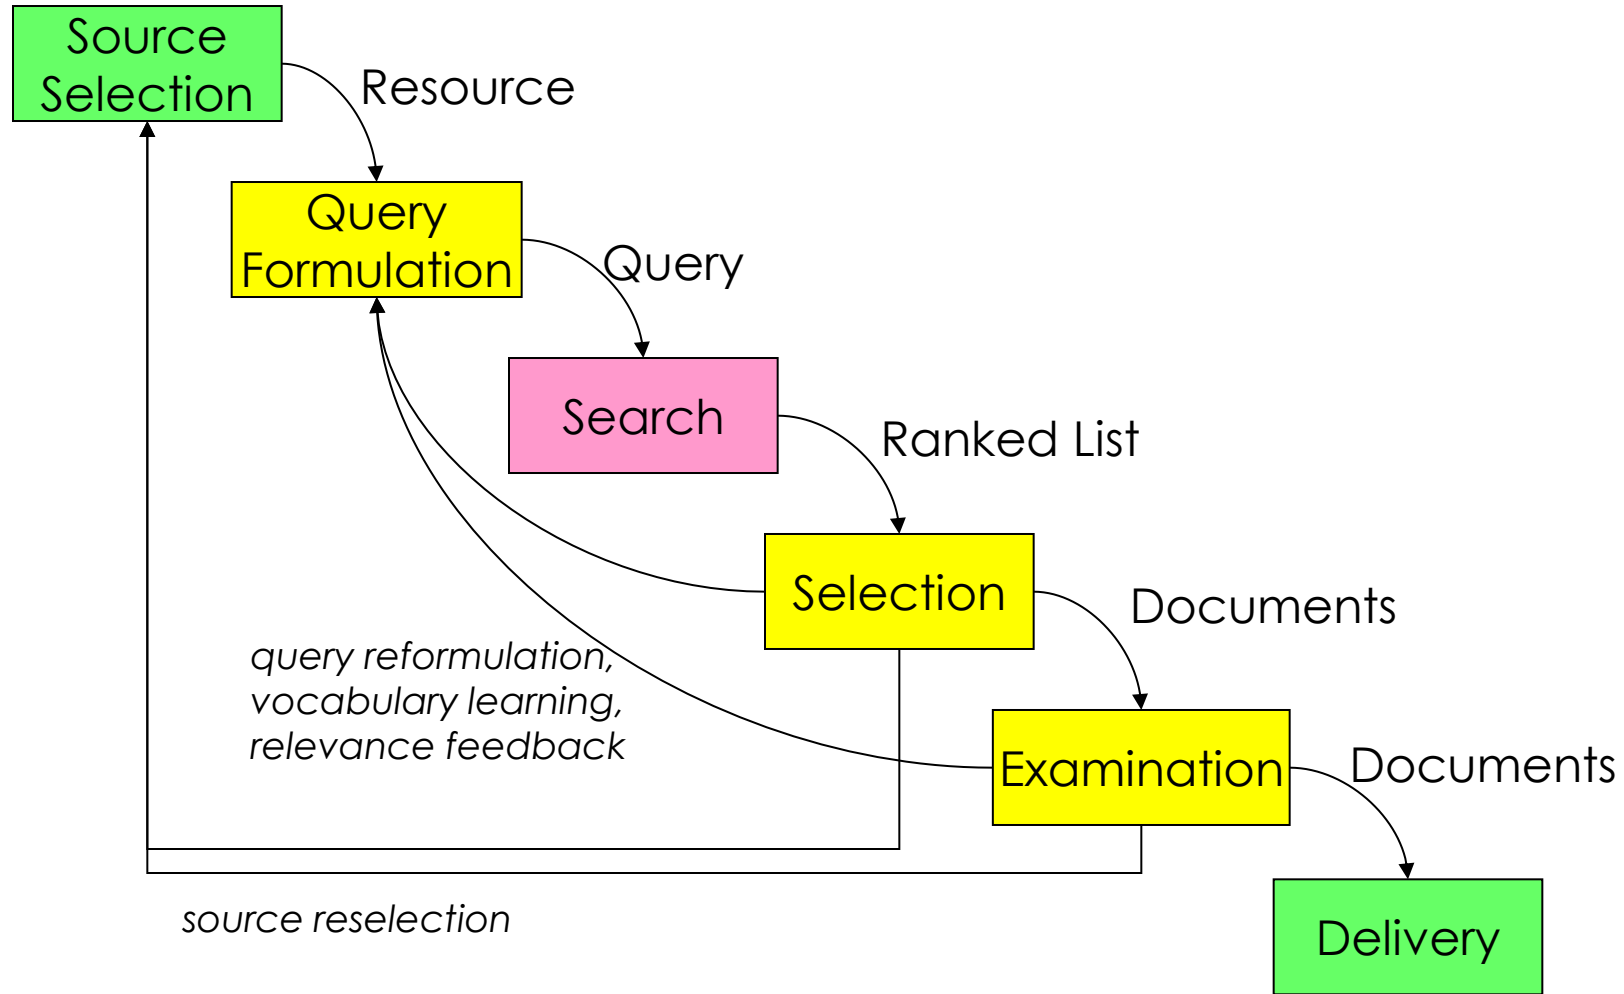 Source
Selection
Resource
Query
Formulation
Query
Search
Ranked List
Selection
Documents
query reformulation,
vocabulary learning,
relevance feedback
Examination
Documents
source reselection
Delivery